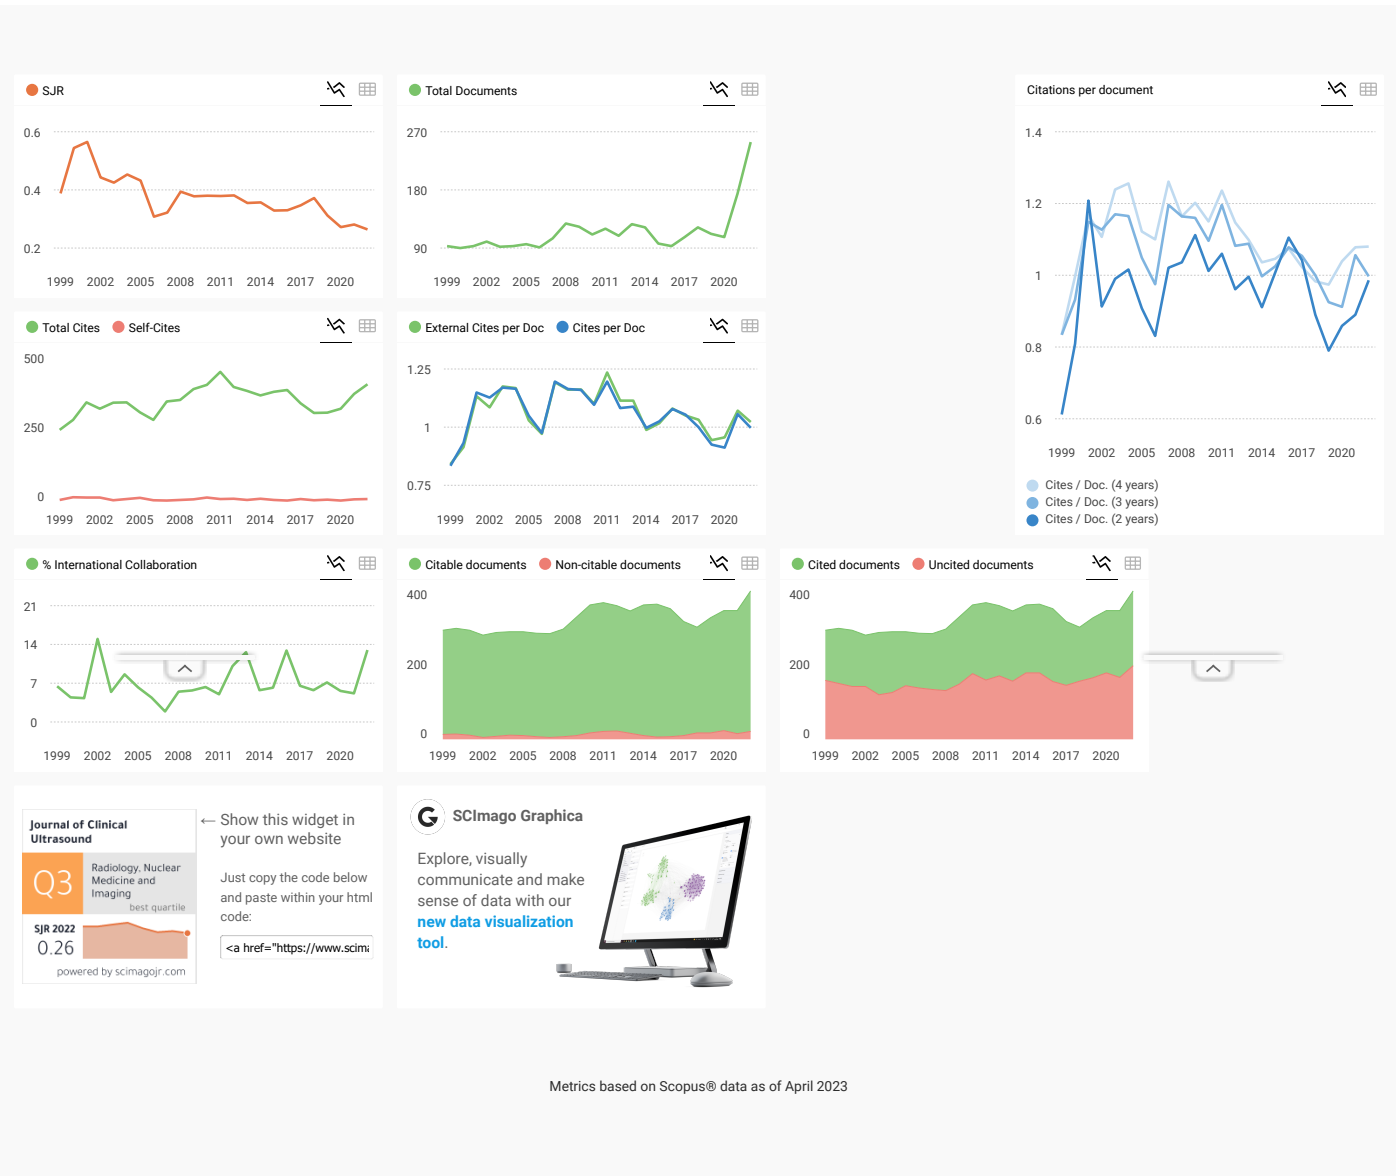 SJR
0.6
0.4
0.2
1999 2002 2005 2008 2011 2014 2017 2020
Total Documents
270
180
90
1999 2002 2005 2008 2011 2014 2017 2020
Citations per document
1.4
1.2
1
0.8
0.6
1999 2002 2005 2008 2011 2014 2017 2020
Cites / Doc. (4 years)
Cites / Doc. (3 years)
Cites / Doc. (2 years)
Total Cites Self-Cites
500
250
0
1999 2002 2005 2008 2011 2014 2017 2020
External Cites per Doc Cites per Doc
1.25
1
0.75
1999 2002 2005 2008 2011 2014 2017 2020
% International Collaboration
21
14
7
0
1999 2002 2005 2008 2011 2014 2017 2020
Citable documents Non-citable documents
400
200
0
1999 2002 2005 2008 2011 2014 2017 2020
Cited documents Uncited documents
400
200
0
1999 2002 2005 2008 2011 2014 2017 2020
Journal of Clinical
Ultrasound
Q3
Radiology, Nuclear
Medicine and
Imaging
best quartile
SJR 2022
0.26
powered by scimagojr.com
← Show this widget in
your own website
Just copy the code below
and paste within your html
code:
<a href="https://www.scima
G SCImago Graphica
Explore, visually
communicate and make
sense of data with our
new data visualization
tool.
Metrics based on Scopus® data as of April 2023